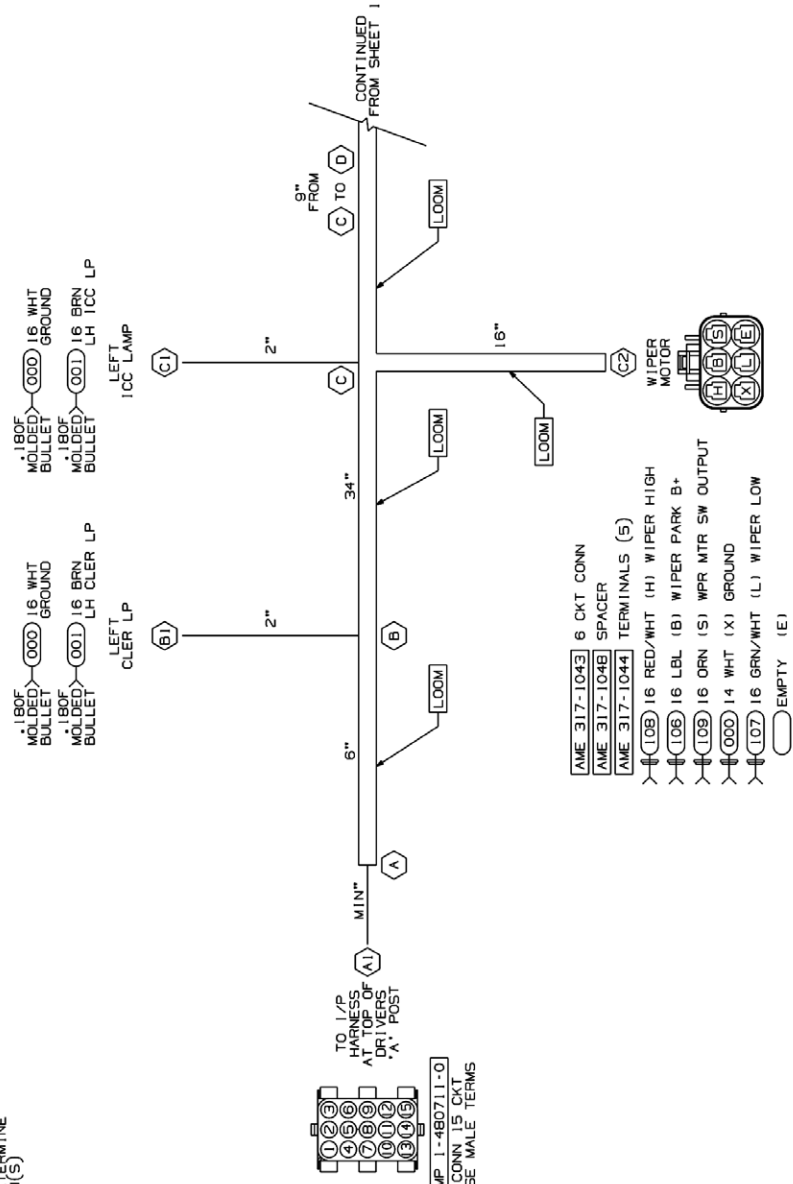 ERMINE
(S)
.180F
MOLDED
BULLET
000
16 WHT
GROUND
.180F
MOLDED
BULLET
001
16 BRN
LH CLER LP
LEFT
CLER LP
B1
.180F
MOLDED
BULLET
000
16 WHT
GROUND
.180F
MOLDED
BULLET
001
16 BRN
LH ICC LP
LEFT
ICC LAMP
C1
2"
2"
9"
FROM
C TO D
CONTINUED
FROM SHEET 1
TO I/P
HARNESS
AT TOP OF
DRIVERS
"A" POST
A1
MIN"
A
6"
B
34"
C
LOOM
LOOM
LOOM
LOOM
16"
C2
WIPER
MOTOR
H B S
X L E
1 2 3
4 5 6
7 8 9
10 11 12
13 14 15
MP 1-480711-0
CONN 15 CKT
SE MALE TERMS
AME 317-1043 6 CKT CONN
AME 317-1048 SPACER
AME 317-1044 TERMINALS (5)
108 16 RED/WHT (H) WIPER HIGH
106 16 LBL (B) WIPER PARK B+
109 16 ORN (S) WPR MTR SW OUTPUT
000 14 WHT (X) GROUND
107 16 GRN/WHT (L) WIPER LOW
EMPTY (E)